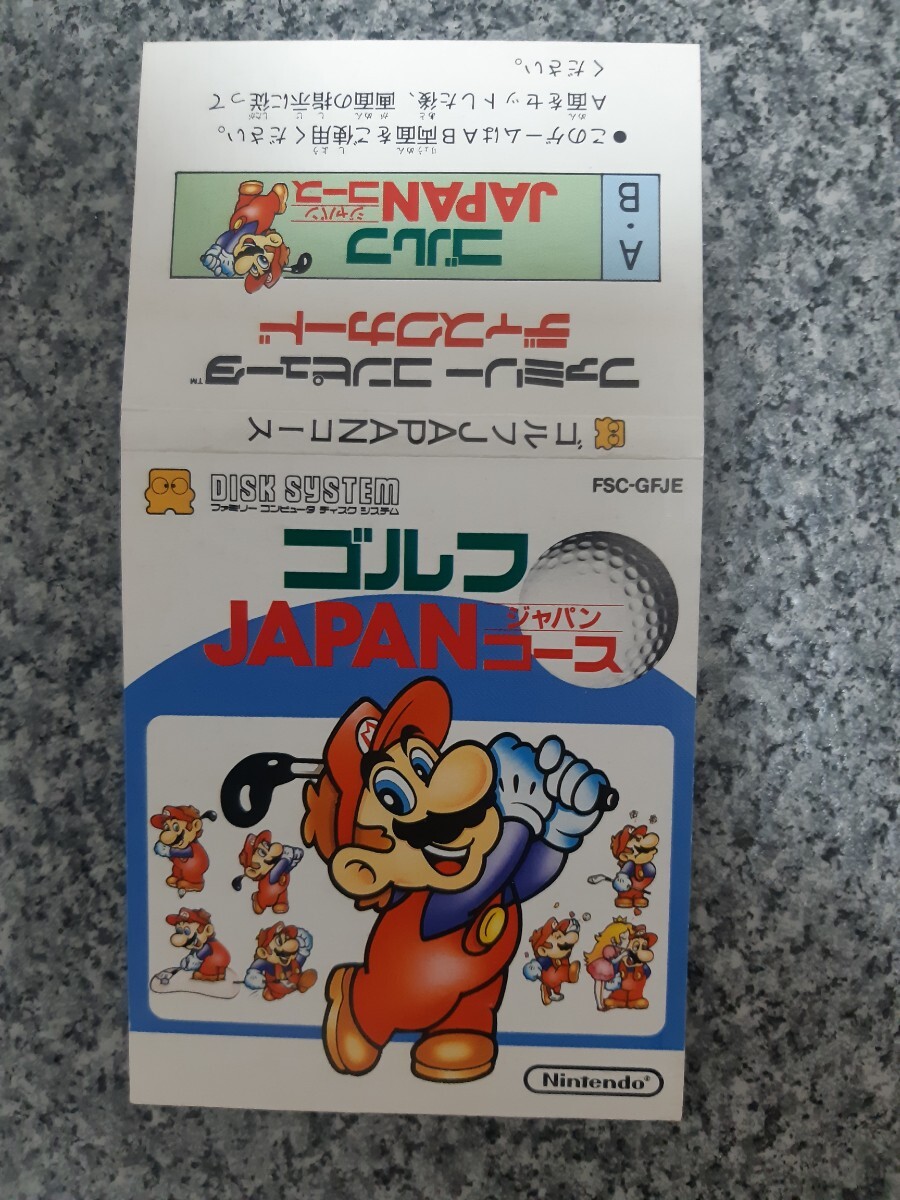 ●このゲームはAB両面をご使用ください。
A面をセットした後、画面の指示に従って
ください。
A・B
ゴルフ
JAPANコース
ジャパン
ファミリー コンピュータ™
ディスクカード
ゴルフJAPANコース
DISK SYSTEM
ファミリー コンピュータ ディスク システム
FSC-GFJE
ゴルフ
ジャパン
JAPANコース
M
Nintendo®